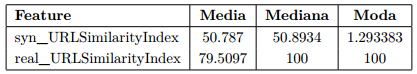 Feature Media Mediana Moda
syn_URLSimilarityIndex 50.787 50.8934 1.293383
real_URLSimilarityIndex 79.5097 100 100